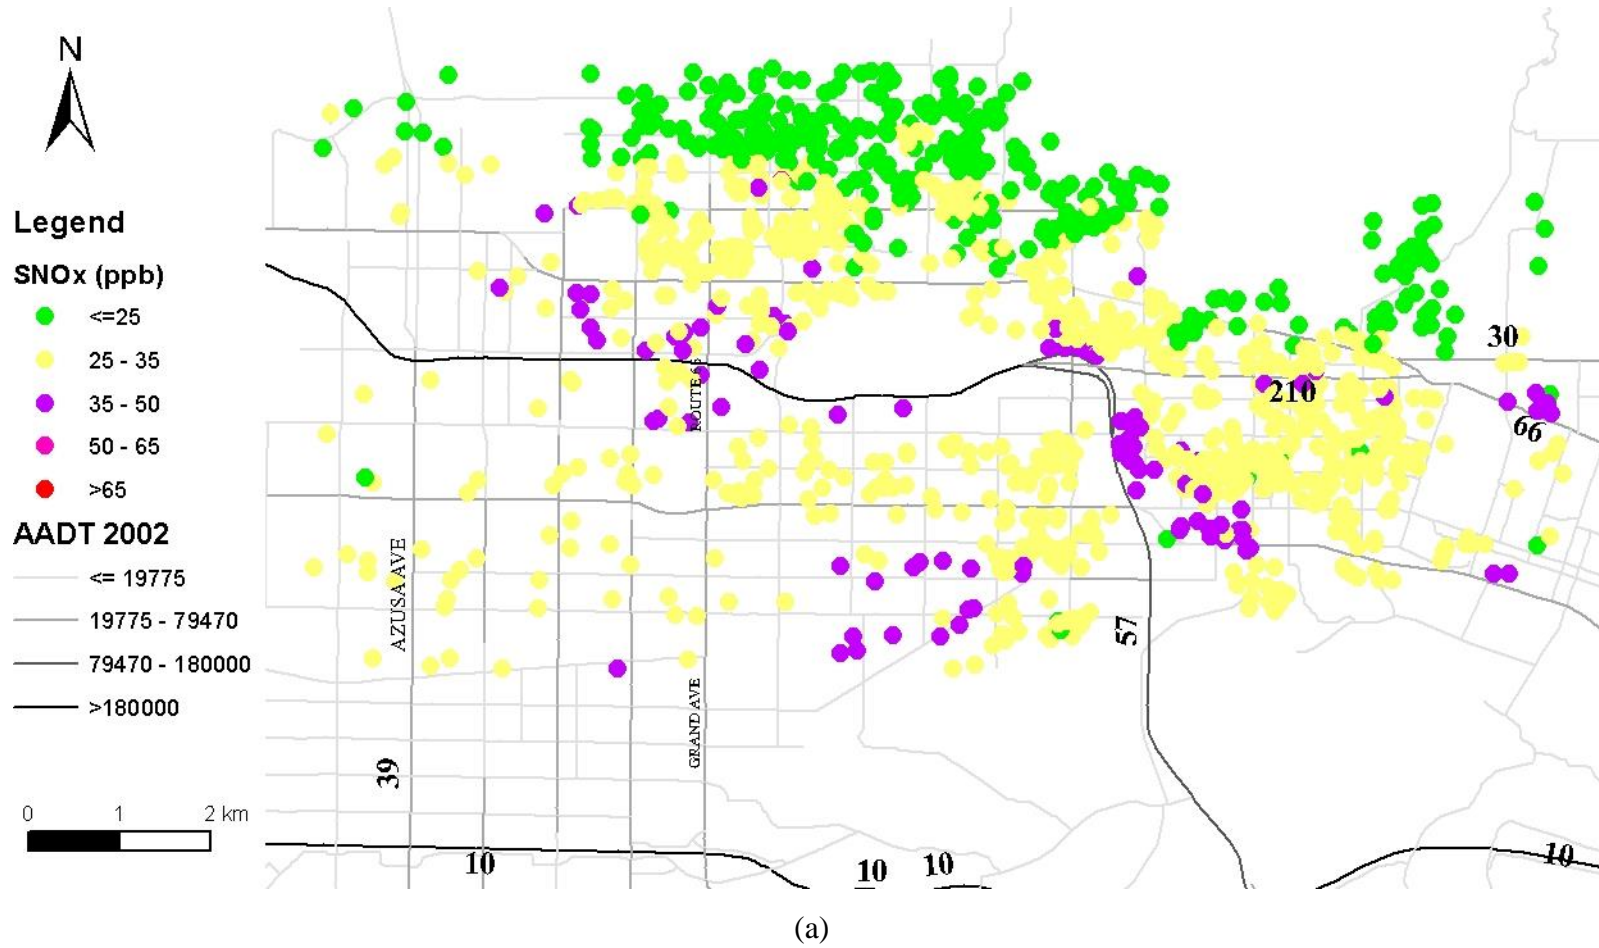 N
Legend
SNOx (ppb)
<=25
25 - 35
35 - 50
50 - 65
>65
AADT 2002
<= 19775
19775 - 79470
79470 - 180000
>180000
0 1 2 km
30
210
66
ROUTE 66
AZUSA AVE
57
GRAND AVE
39
10
10
10
10
(a)